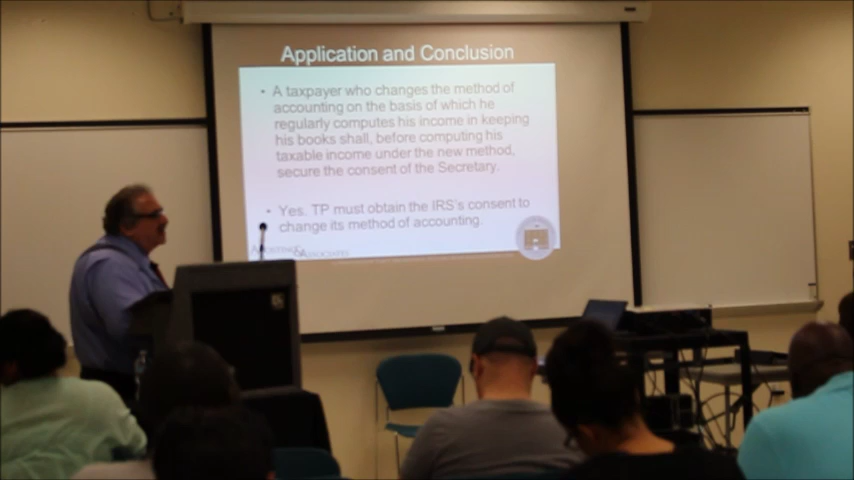 Application and Conclusion
• A taxpayer who changes the method of
accounting on the basis of which he
regularly computes his income in keeping
his books shall, before computing his
taxable income under the new method,
secure the consent of the Secretary.
• Yes. TP must obtain the IRS's consent to
change its method of accounting.